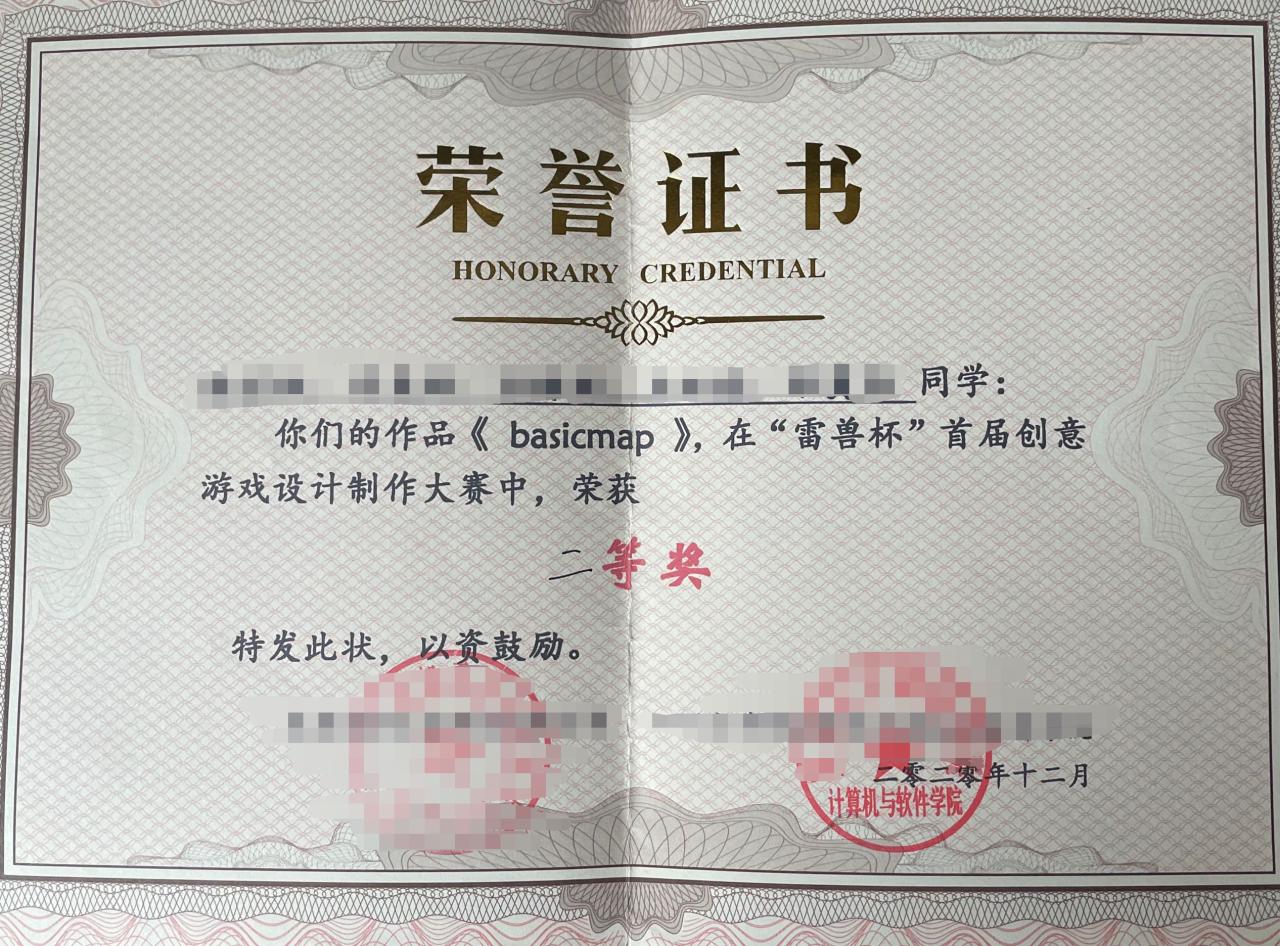 荣誉证书
HONORARY CREDENTIAL
同学：
你们的作品《 basicmap 》，在“雷兽杯”首届创意
游戏设计制作大赛中，荣获
二等奖
特发此状，以资鼓励。
二零二零年十二月
计算机与软件学院